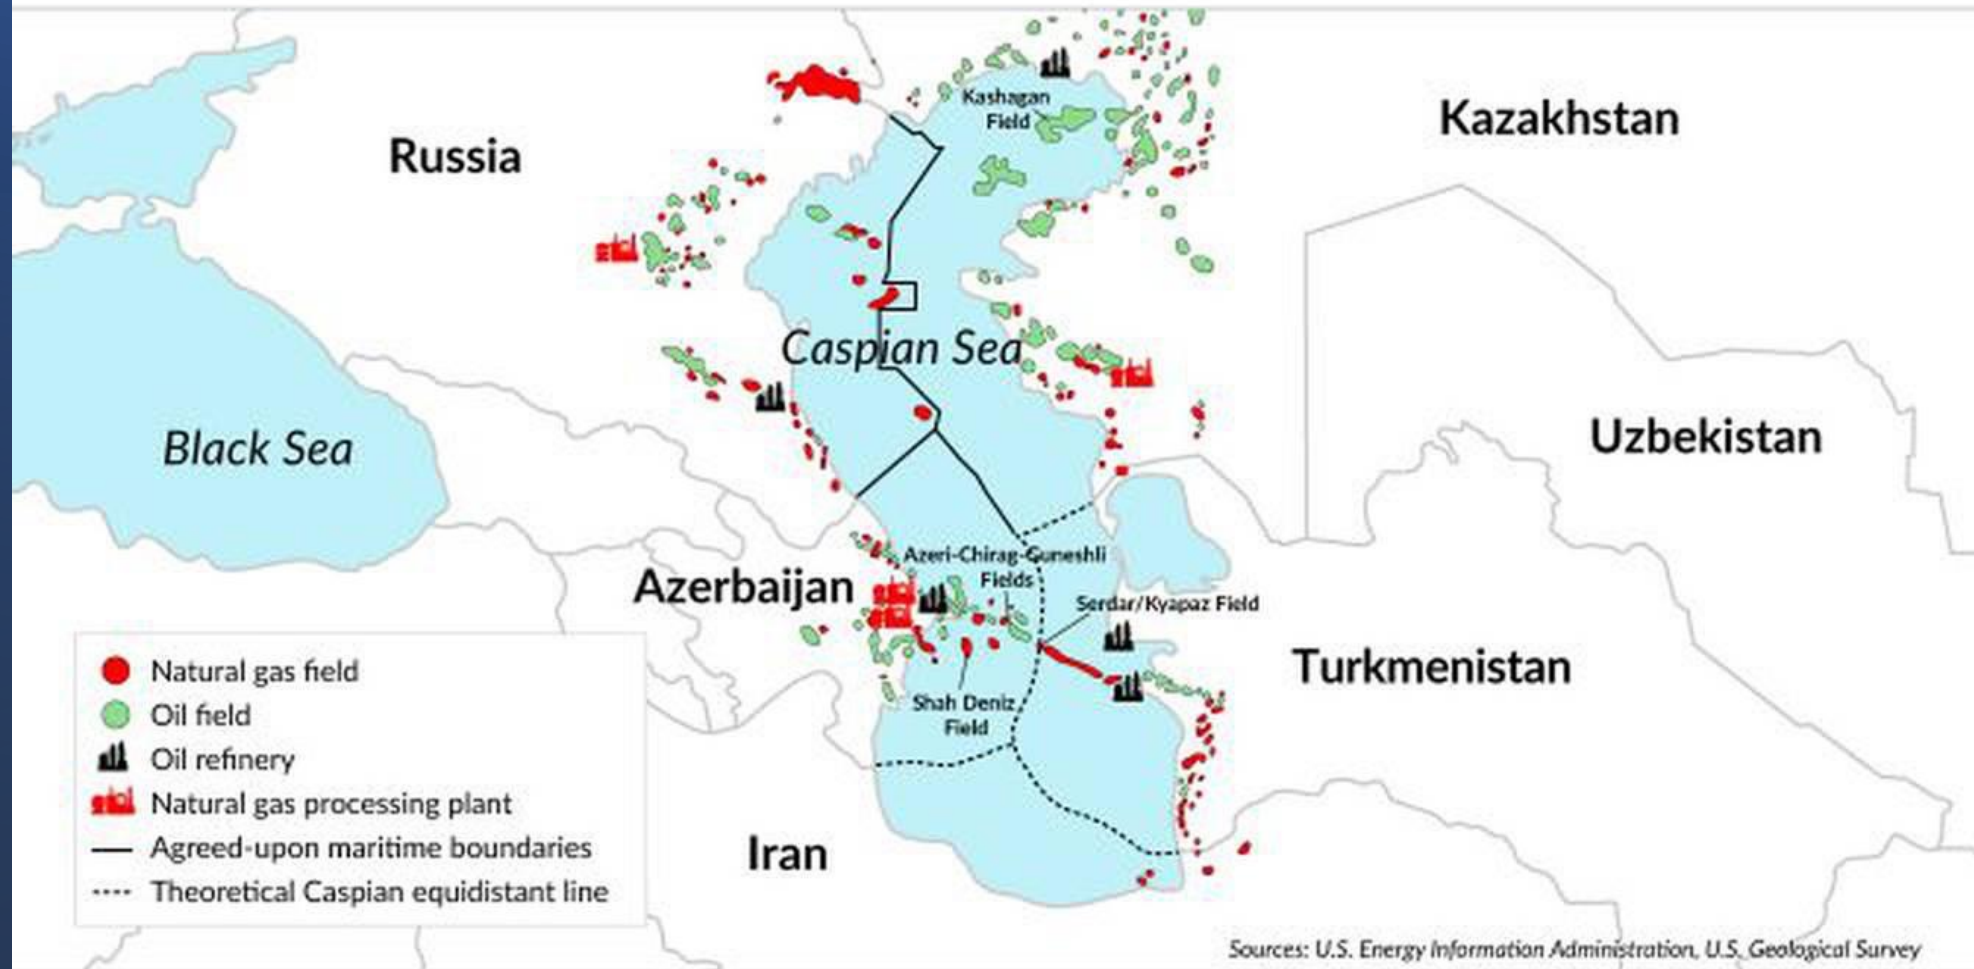 Kashagan
Field
Kazakhstan
Russia
Caspian Sea
Black Sea
Uzbekistan
Azeri-Chirag-Guneshli
Fields
Azerbaijan
Serdar/Kyapaz Field
Turkmenistan
Shah Deniz
Field
Iran
Natural gas field
Oil field
Oil refinery
Natural gas processing plant
Agreed-upon maritime boundaries
Theoretical Caspian equidistant line
Sources: U.S. Energy Information Administration, U.S. Geological Survey